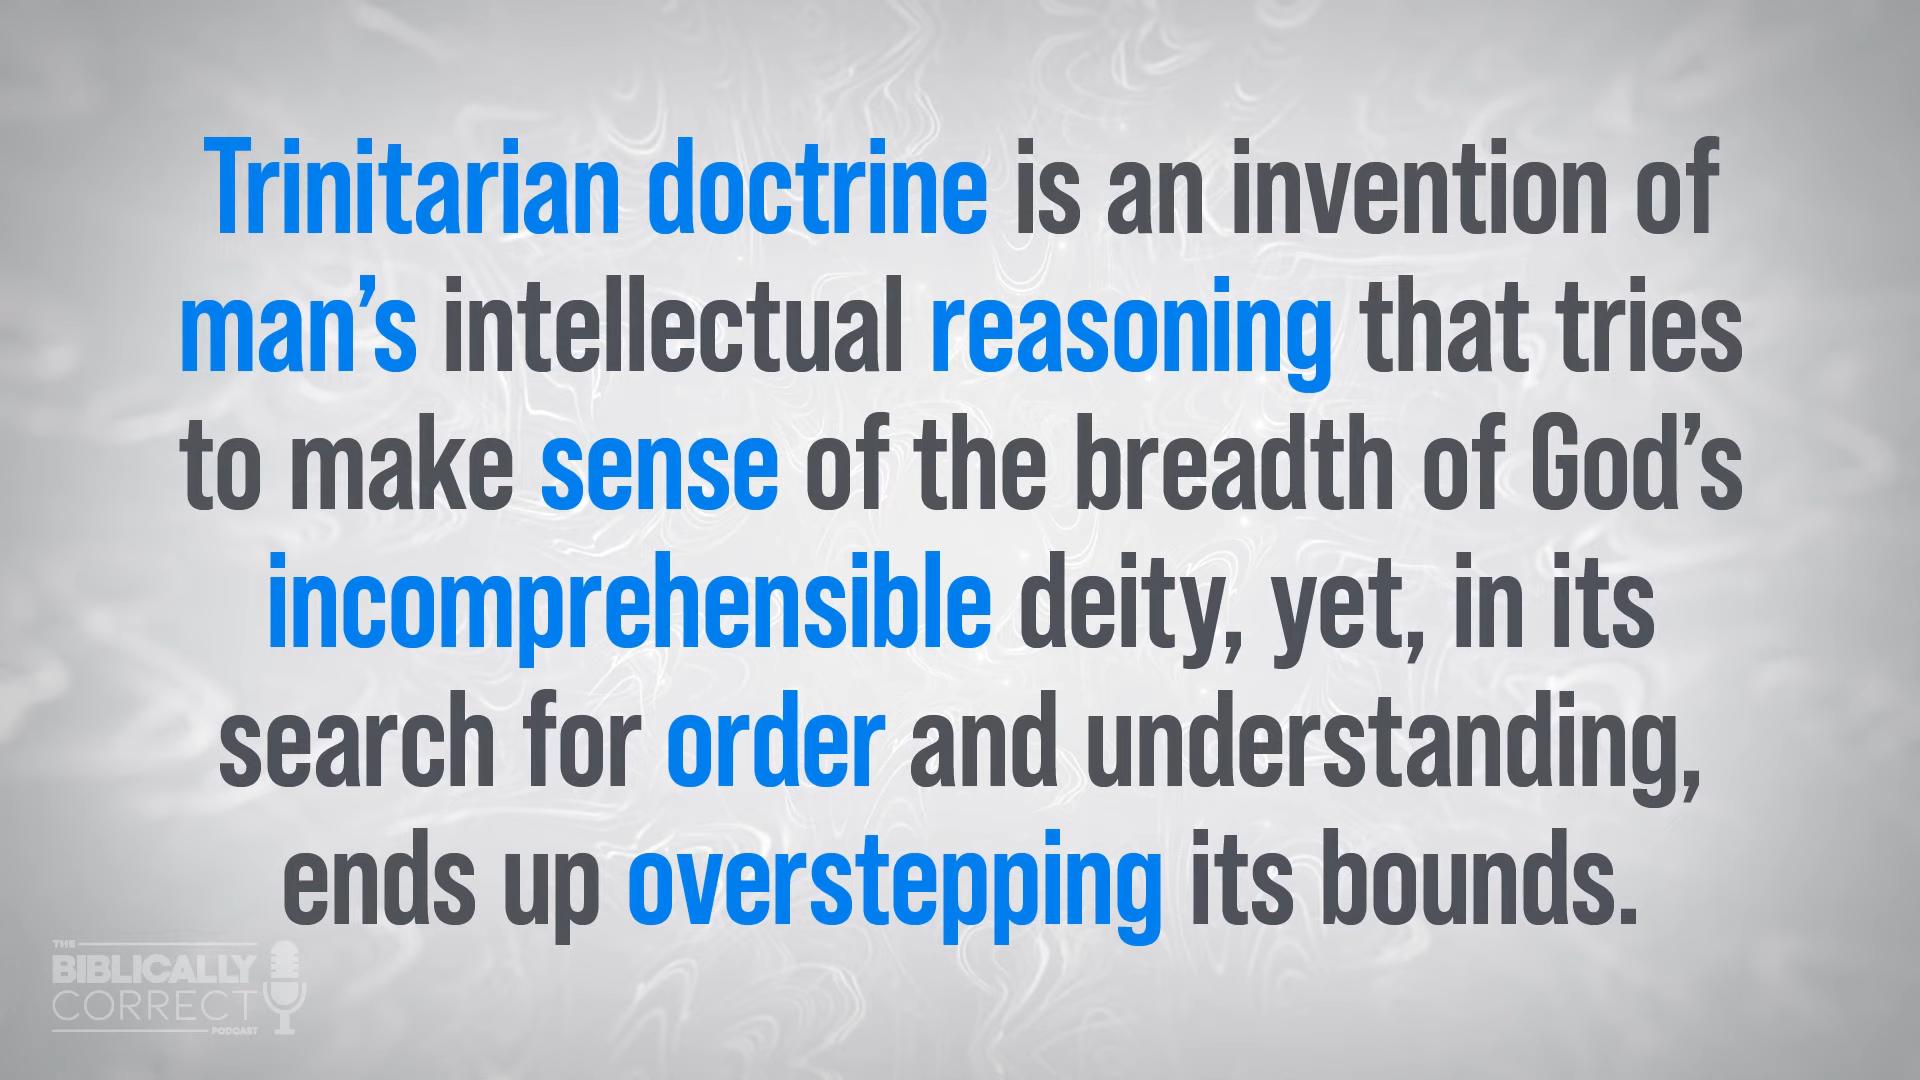 Trinitarian doctrine is an invention of
man’s intellectual reasoning that tries
to make sense of the breadth of God’s
incomprehensible deity, yet, in its
search for order and understanding,
ends up overstepping its bounds.
THE
BIBLICALLY
CORRECT
PODCAST